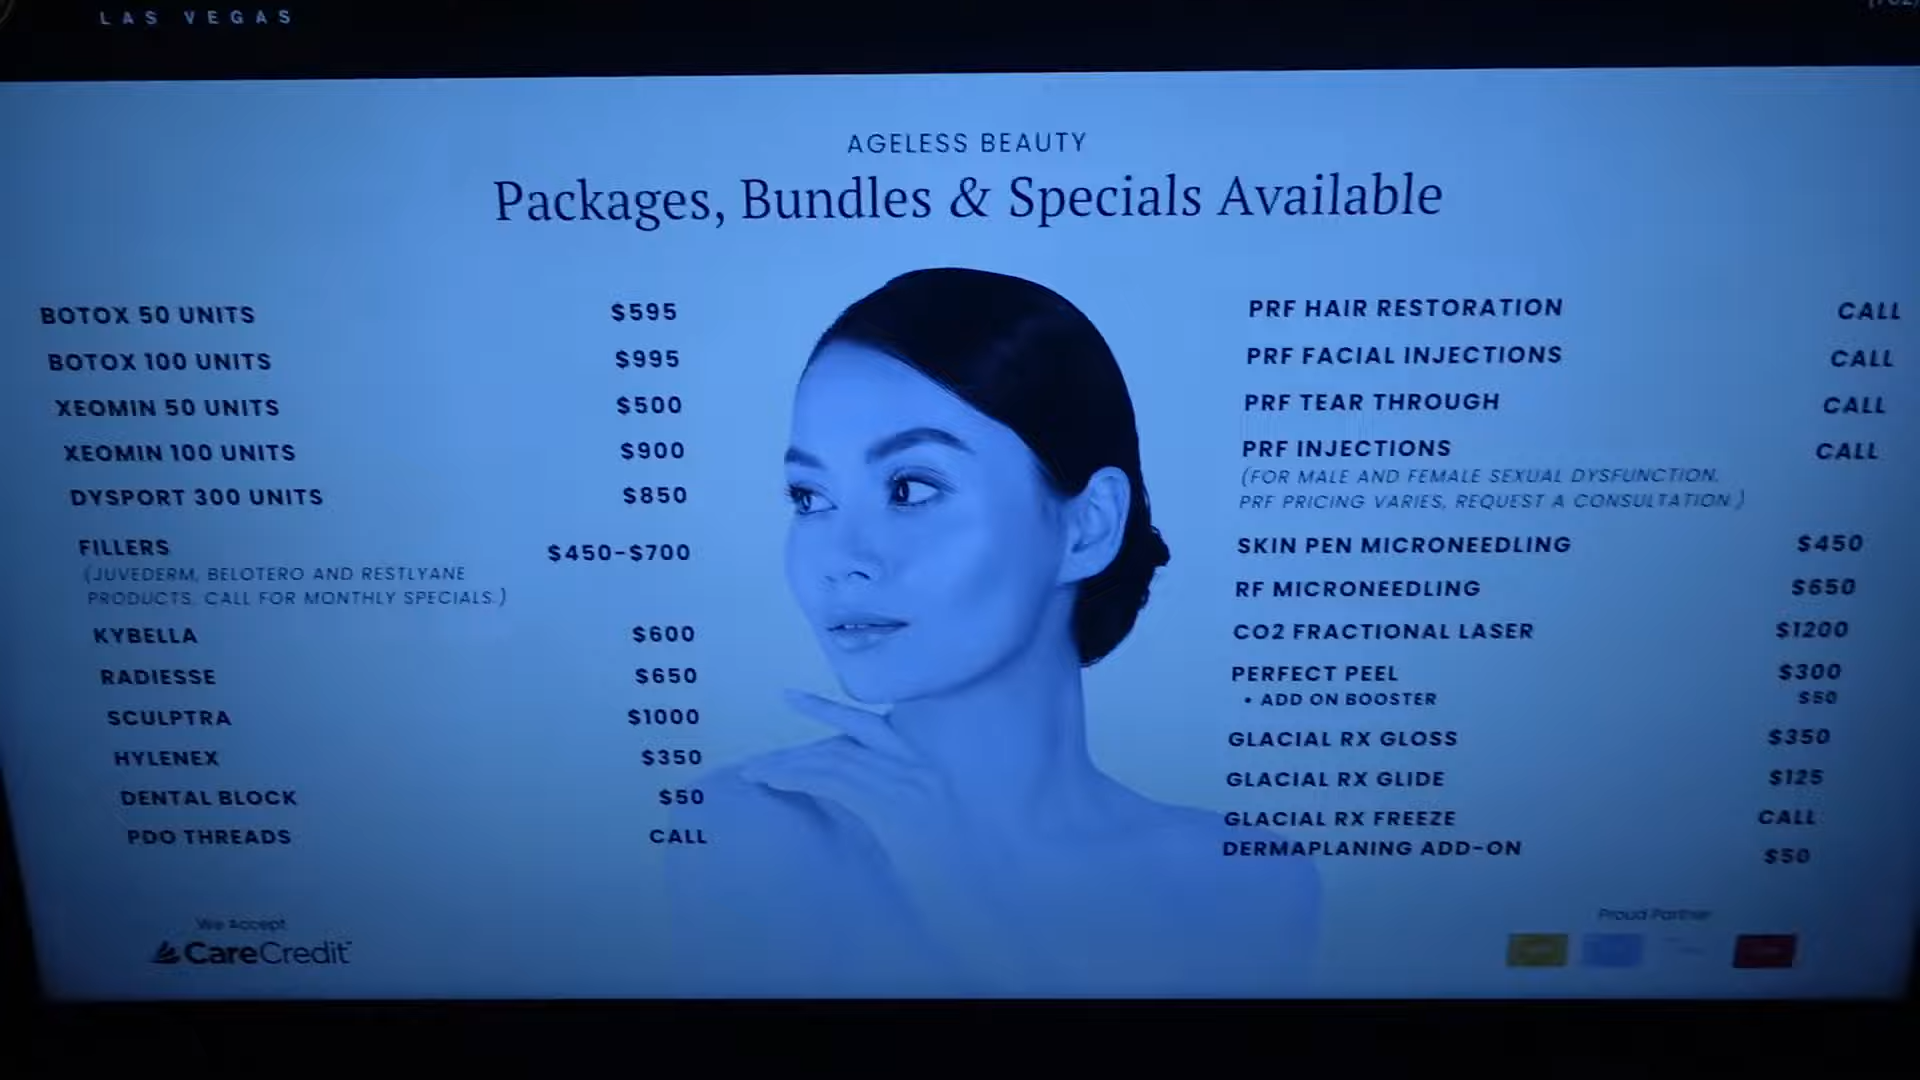 LAS VEGAS
AGELESS BEAUTY
Packages, Bundles & Specials Available
BOTOX 50 UNITS $595
BOTOX 100 UNITS $995
XEOMIN 50 UNITS $500
XEOMIN 100 UNITS $900
DYSPORT 300 UNITS $850
FILLERS $450-$700
(JUVEDERM, BELOTERO AND RESTLYANE
PRODUCTS. CALL FOR MONTHLY SPECIALS.)
KYBELLA $600
RADIESSE $650
SCULPTRA $1000
HYLENEX $350
DENTAL BLOCK $50
PDO THREADS CALL
We Accept
CareCredit
PRF HAIR RESTORATION CALL
PRF FACIAL INJECTIONS CALL
PRF TEAR THROUGH CALL
PRF INJECTIONS CALL
(FOR MALE AND FEMALE SEXUAL DYSFUNCTION.
PRF PRICING VARIES, REQUEST A CONSULTATION.)
SKIN PEN MICRONEEDLING $450
RF MICRONEEDLING $650
CO2 FRACTIONAL LASER $1200
PERFECT PEEL $300
• ADD ON BOOSTER $50
GLACIAL RX GLOSS $350
GLACIAL RX GLIDE $125
GLACIAL RX FREEZE CALL
DERMAPLANING ADD-ON $50
Proud Partner